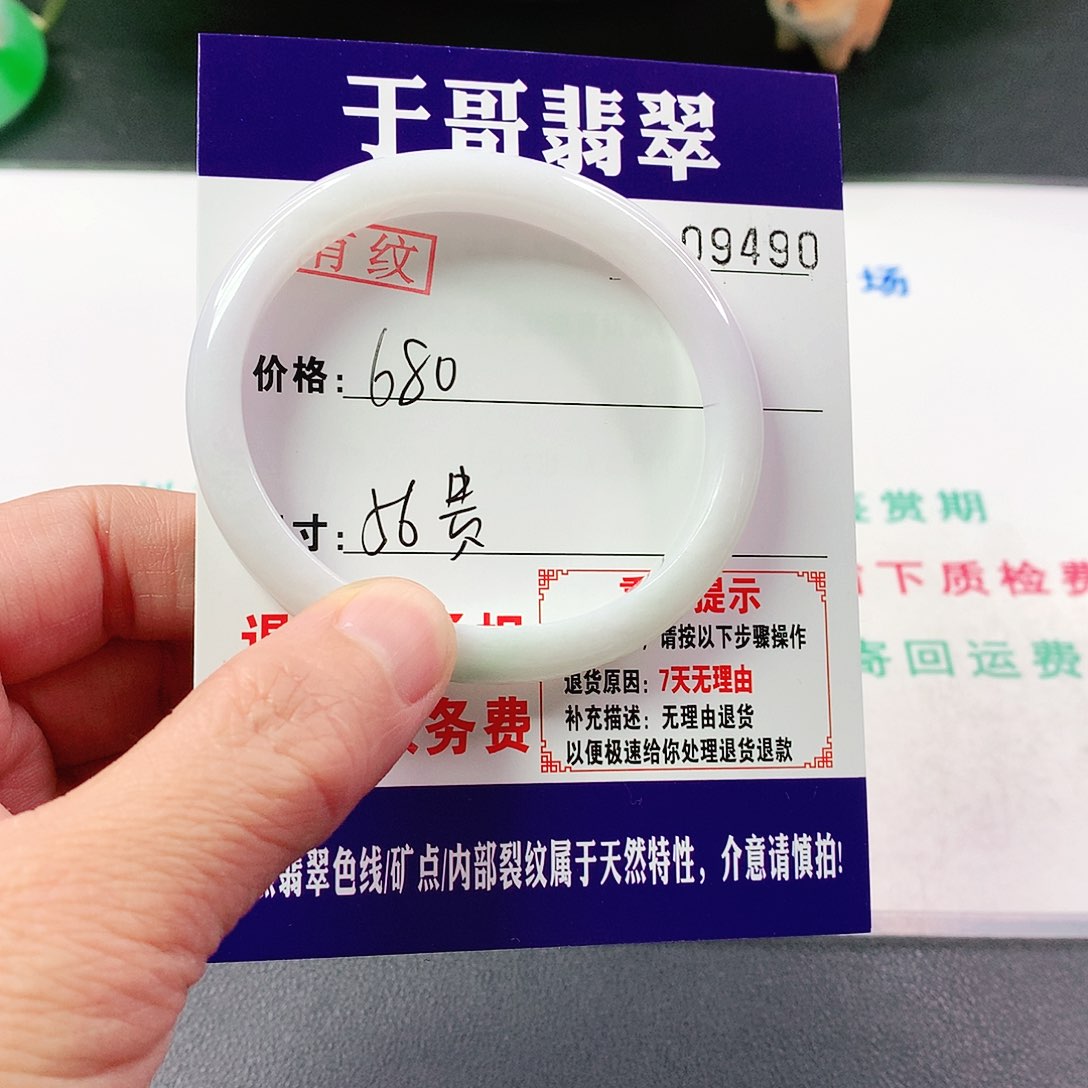 于哥翡翠
有纹
09490
场
价格: 680
寸: 56贵
赏期
下质检费
寄回运费
提示
请按以下步骤操作
退货原因: 7天无理由
补充描述: 无理由退货
以便极速给你处理退货退款
务费
翡翠色线/矿点/内部裂纹属于天然特性，介意请慎拍!